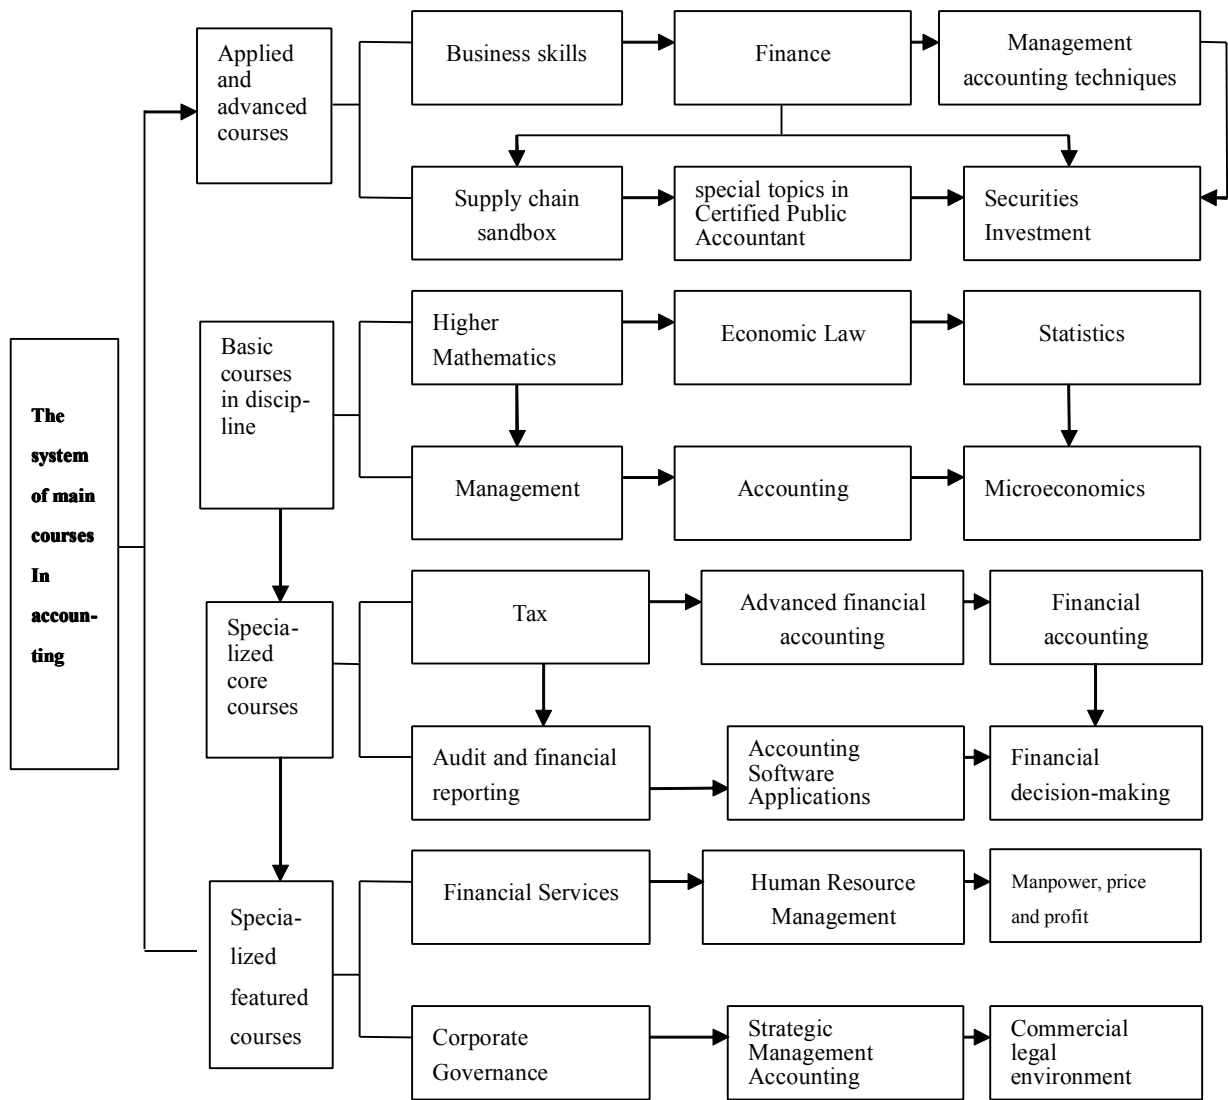 The
system
of main
courses
In
accoun-
ting
Applied
and
advanced
courses
Business skills
Finance
Management
accounting techniques
Supply chain
sandbox
special topics in
Certified Public
Accountant
Securities
Investment
Basic
courses
in discip-
line
Higher
Mathematics
Economic Law
Statistics
Management
Accounting
Microeconomics
Specia-
lized
core
courses
Tax
Advanced financial
accounting
Financial
accounting
Audit and financial
reporting
Accounting
Software
Applications
Financial
decision-making
Specia-
lized
featured
courses
Financial Services
Human Resource
Management
Manpower, price
and profit
Corporate
Governance
Strategic
Management
Accounting
Commercial
legal
environment